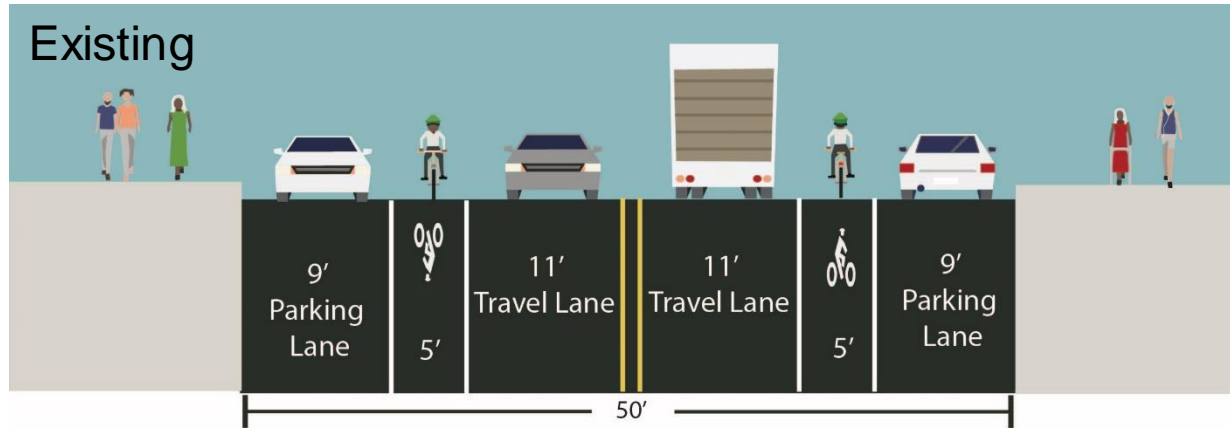 Existing
9’
Parking
Lane
5’
11’
Travel Lane
11’
Travel Lane
5’
9’
Parking
Lane
50’